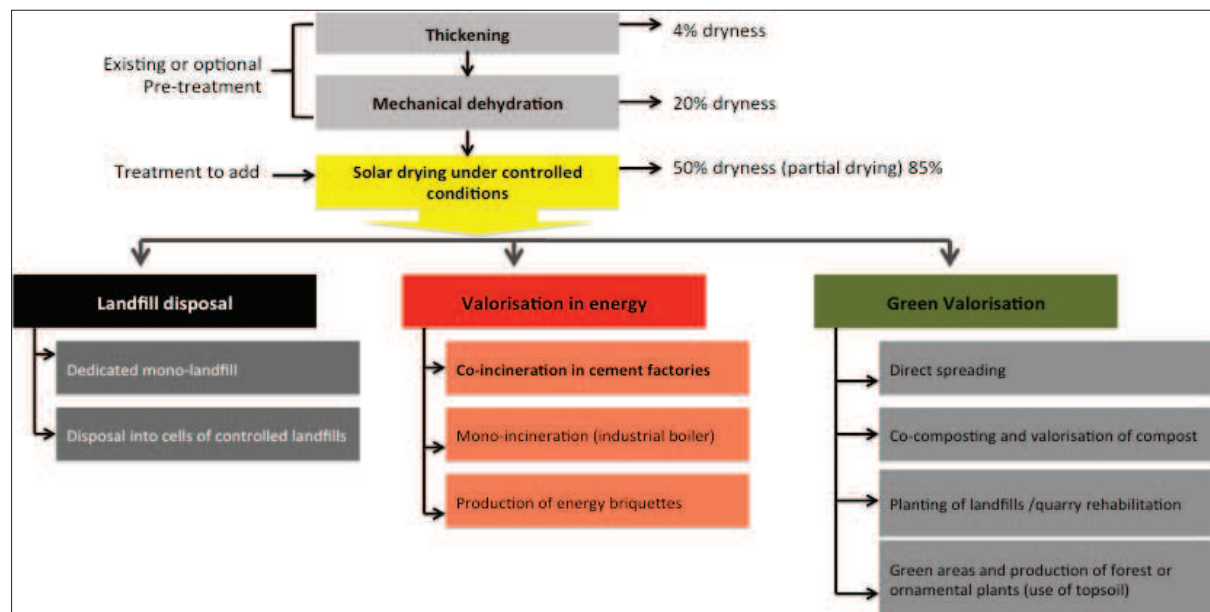 Thickening
4% dryness
Existing or optional
Pre-treatment
Mechanical dehydration
20% dryness
Treatment to add
Solar drying under controlled
conditions
50% dryness (partial drying) 85%
Landfill disposal
Dedicated mono-landfill
Disposal into cells of controlled landfills
Valorisation in energy
Co-incineration in cement factories
Mono-incineration (industrial boiler)
Production of energy briquettes
Green Valorisation
Direct spreading
Co-composting and valorisation of compost
Planting of landfills /quarry rehabilitation
Green areas and production of forest or
ornamental plants (use of topsoil)